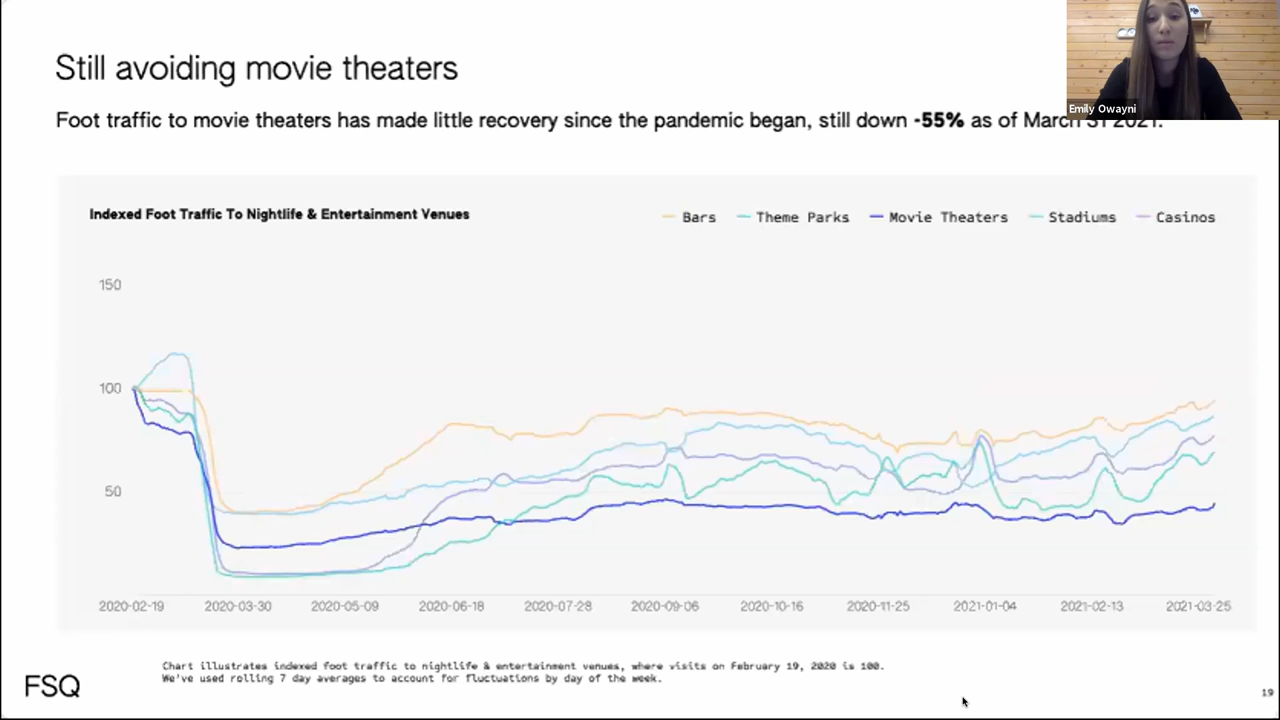 Still avoiding movie theaters
Emily Owayni
Foot traffic to movie theaters has made little recovery since the pandemic began, still down -55% as of March 31 2021.
Indexed Foot Traffic To Nightlife & Entertainment Venues
Bars Theme Parks Movie Theaters Stadiums Casinos
150
100
50
2020-02-19 2020-03-30 2020-05-09 2020-06-18 2020-07-28 2020-09-06 2020-10-16 2020-11-25 2021-01-04 2021-02-13 2021-03-25
Chart illustrates indexed foot traffic to nightlife & entertainment venues, where visits on February 19, 2020 is 100.
We've used rolling 7 day averages to account for fluctuations by day of the week.
FSQ
19